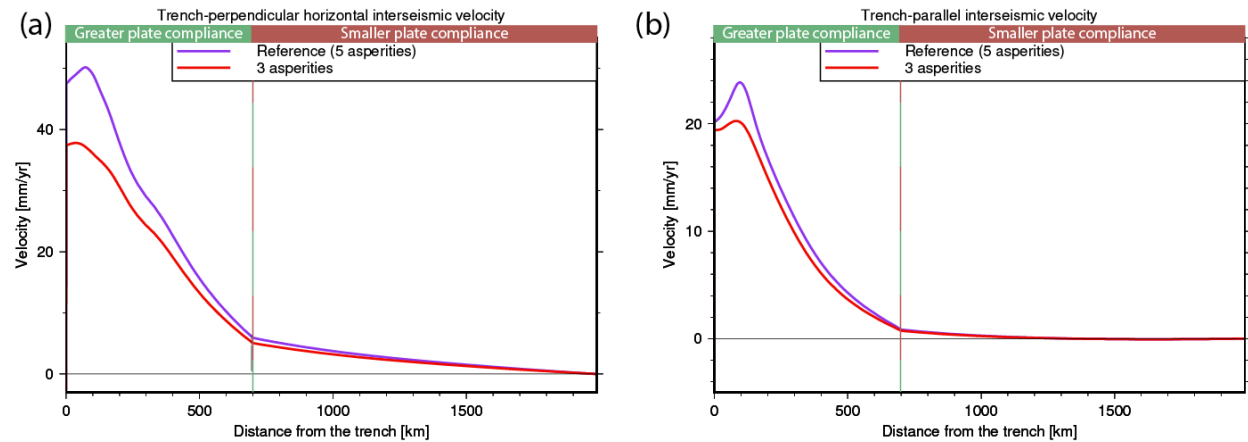 (a)
Trench-perpendicular horizontal interseismic velocity
Greater plate compliance
Smaller plate compliance
Reference (5 asperities)
3 asperities
Velocity [mm/yr]
40
20
0
0
500
1000
1500
Distance from the trench [km]
(b)
Trench-parallel interseismic velocity
Greater plate compliance
Smaller plate compliance
Reference (5 asperities)
3 asperities
Velocity [mm/yr]
20
10
0
0
500
1000
1500
Distance from the trench [km]